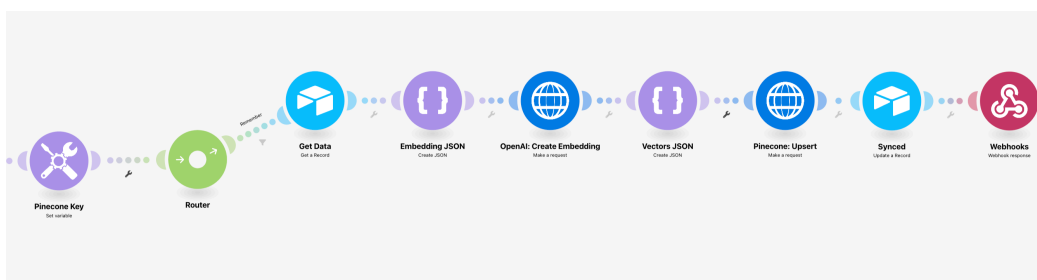 Remember
Pinecone Key
Set variable
Router
Get Data
Get a Record
Embedding JSON
Create JSON
OpenAI: Create Embedding
Make a request
Vectors JSON
Create JSON
Pinecone: Upsert
Make a request
Synced
Update a Record
Webhooks
Webhook response